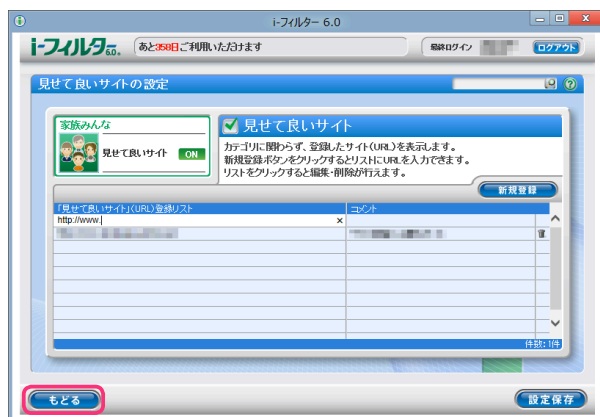 i-フィルター 6.0
i-フィルター6.0.
あと358日ご利用いただけます
最終ログイン
ログアウト
見せて良いサイトの設定
家族みんな
見せて良いサイト ON
見せて良いサイト
カテゴリに関わらず、登録したサイト(URL)を表示します。
新規登録ボタンをクリックするとリストにURLを入力できます。
リストをクリックすると編集・削除が行えます。
新規登録
「見せて良いサイト」(URL)登録リスト
コメント
http://www.
件数:1件
もどる
設定保存